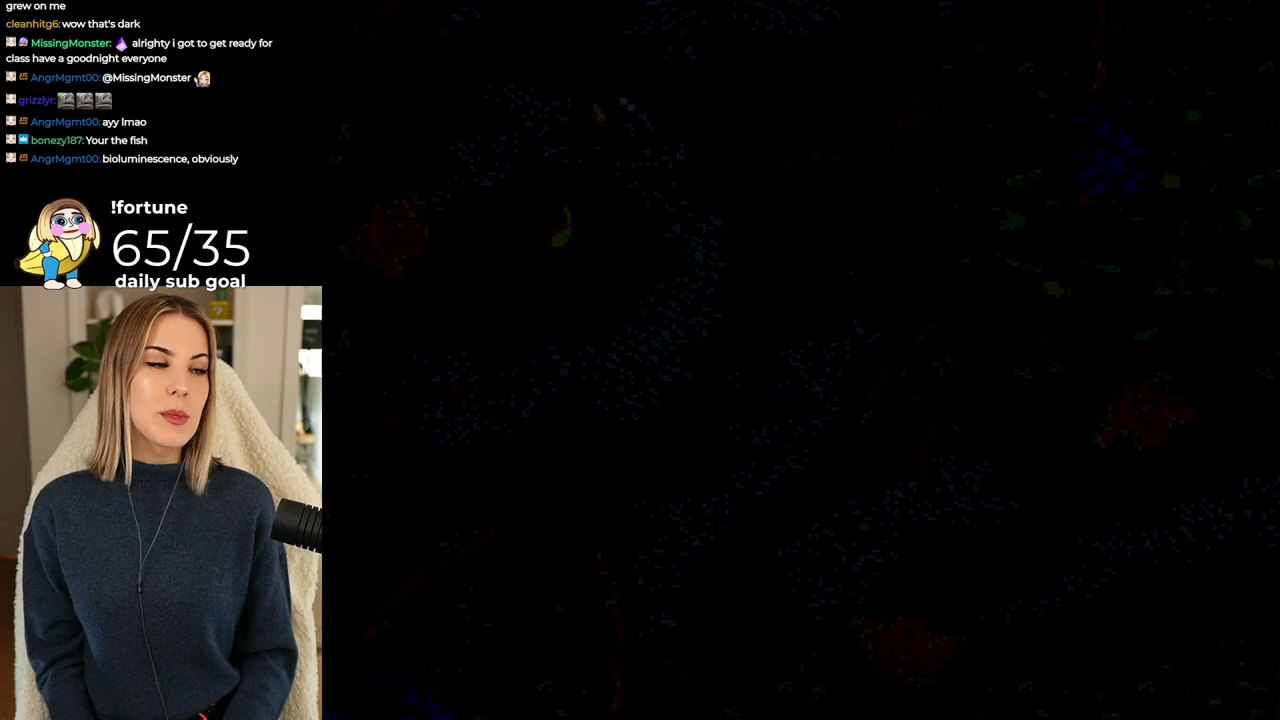 grew on me
cleanhitg6: wow that's dark
MissingMonster: alrighty i got to get ready for
class have a goodnight everyone
AngrMgmt00: @MissingMonster
grizzlyr:
AngrMgmt00: ayy lmao
bonezy187: Your the fish
AngrMgmt00: bioluminescence, obviously
!fortune
65/35
daily sub goal